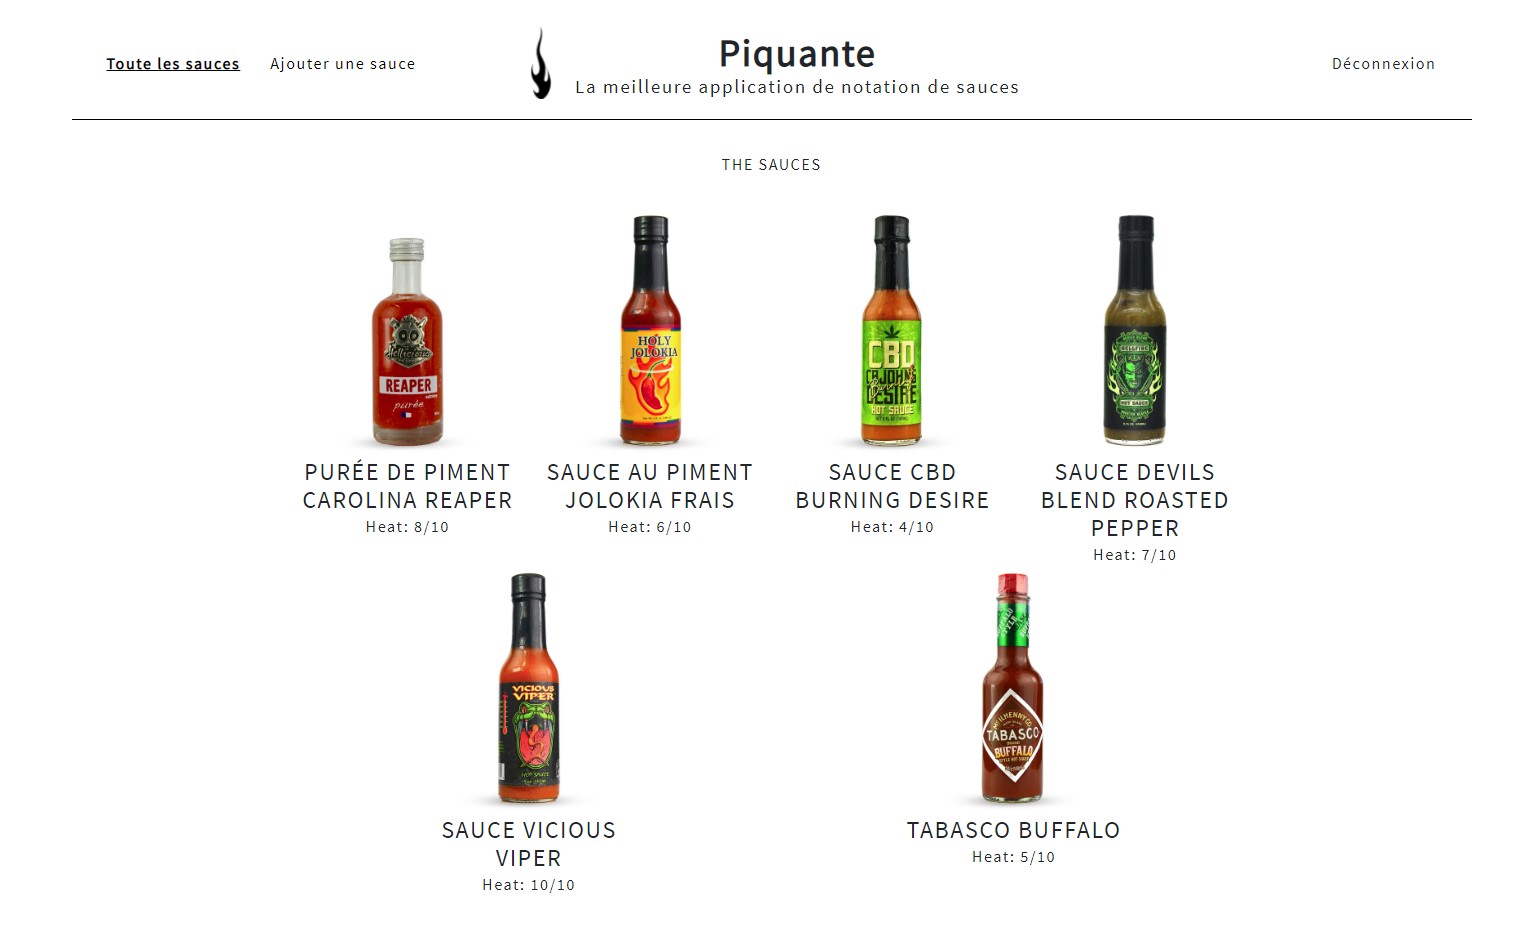 Toute les sauces
Ajouter une sauce
Piquante
La meilleure application de notation de sauces
Déconnexion
THE SAUCES
REAPER
purée
HOLY
JOLOKIA
CBD
CAJOHNS
Burning
DESIRE
HOT SAUCE
HELLFIRE
HOT SAUCE
PURÉE DE PIMENT
CAROLINA REAPER
Heat: 8/10
SAUCE AU PIMENT
JOLOKIA FRAIS
Heat: 6/10
SAUCE CBD
BURNING DESIRE
Heat: 4/10
SAUCE DEVILS
BLEND ROASTED
PEPPER
Heat: 7/10
VICIOUS
VIPER
HOT SAUCE
McILHENNY CO.
TABASCO
BUFFALO
STYLE HOT SAUCE
SAUCE VICIOUS
VIPER
Heat: 10/10
TABASCO BUFFALO
Heat: 5/10